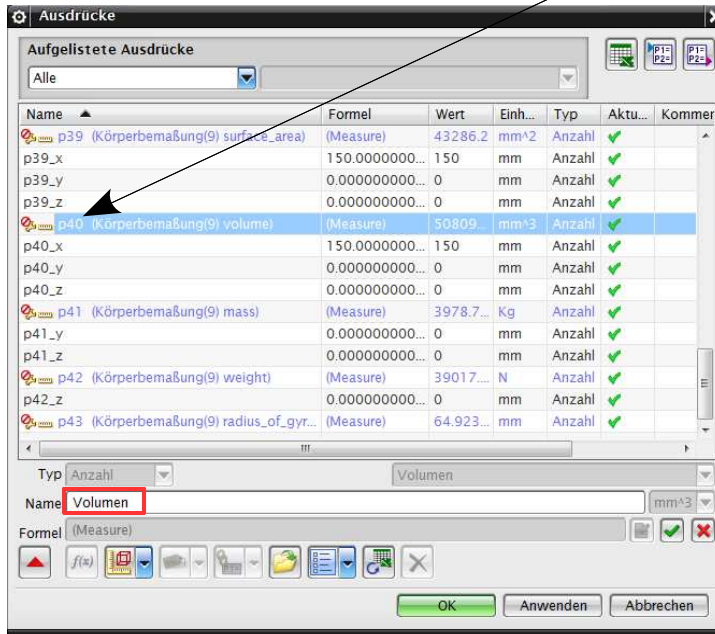 Ausdrücke
Aufgelistete Ausdrücke
Alle
P1= P2= P1= P2=
Name Formel Wert Einh... Typ Aktu... Kommen
p39 (Körperbemaßung(9) surface_area) (Measure) 43286.2 mm^2 Anzahl
p39_x 150.0000000... 150 mm Anzahl
p39_y 0.000000000... 0 mm Anzahl
p39_z 0.000000000... 0 mm Anzahl
p40 (Körperbemaßung(9) volume) (Measure) 50809... mm^3 Anzahl
p40_x 150.0000000... 150 mm Anzahl
p40_y 0.000000000... 0 mm Anzahl
p40_z 0.000000000... 0 mm Anzahl
p41 (Körperbemaßung(9) mass) (Measure) 3978.7... Kg Anzahl
p41_y 0.000000000... 0 mm Anzahl
p41_z 0.000000000... 0 mm Anzahl
p42 (Körperbemaßung(9) weight) (Measure) 39017.... N Anzahl
p42_z 0.000000000... 0 mm Anzahl
p43 (Körperbemaßung(9) radius_of_gyr... (Measure) 64.923... mm Anzahl
Typ Anzahl Volumen
Name Volumen mm^3
Formel (Measure)
f(x)
OK Anwenden Abbrechen